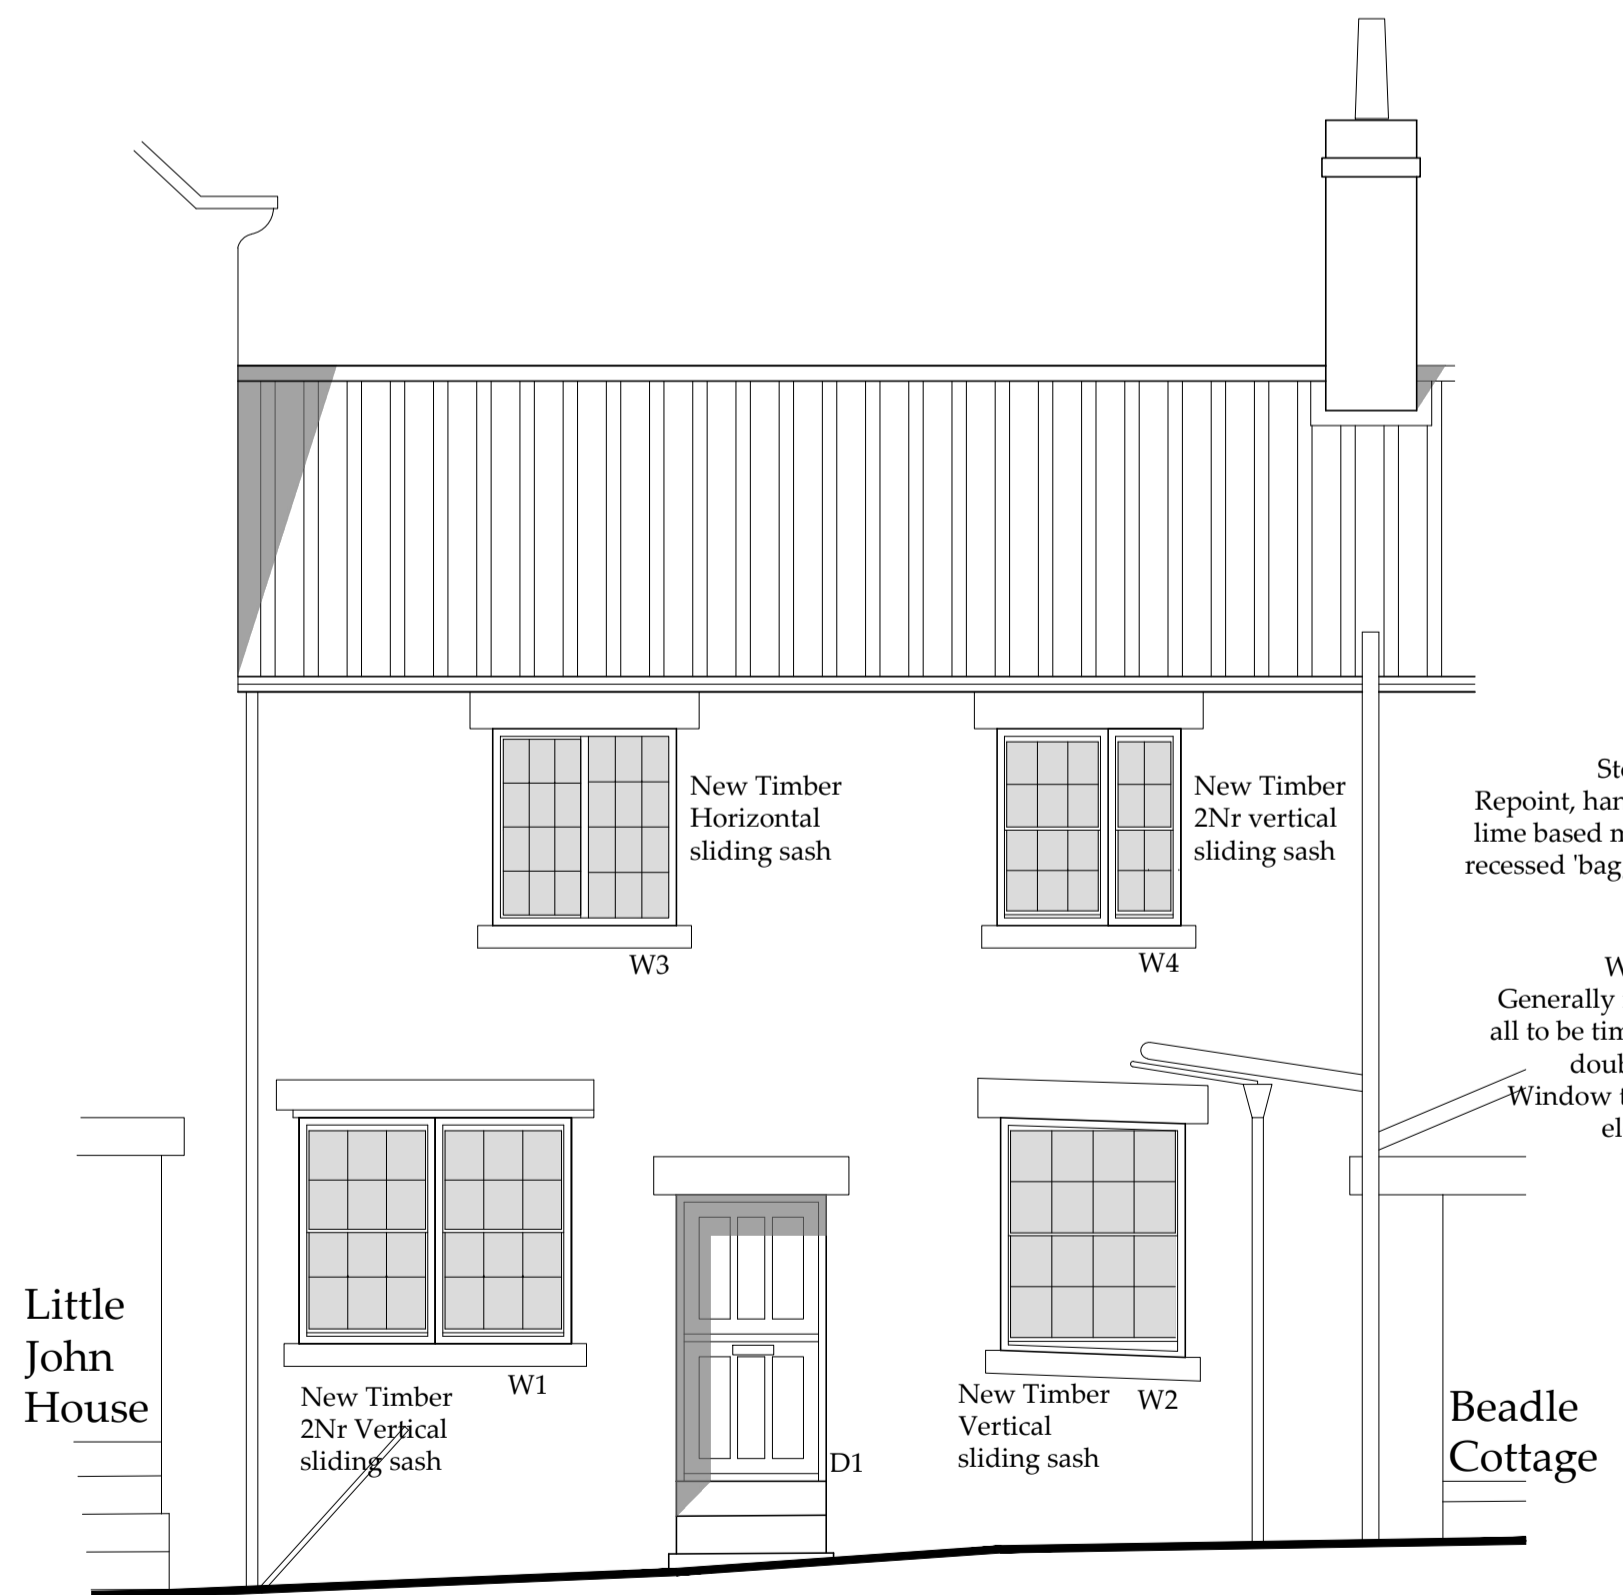 New Timber
Horizontal
sliding sash
W3
New Timber
2Nr vertical
sliding sash
W4
Repoint,
lime based
recessed
Generally
all to be
Window
Little
John
House
New Timber
2Nr Vertical
sliding sash
W1
D1
New Timber
Vertical
sliding sash
W2
Beadle
Cottage